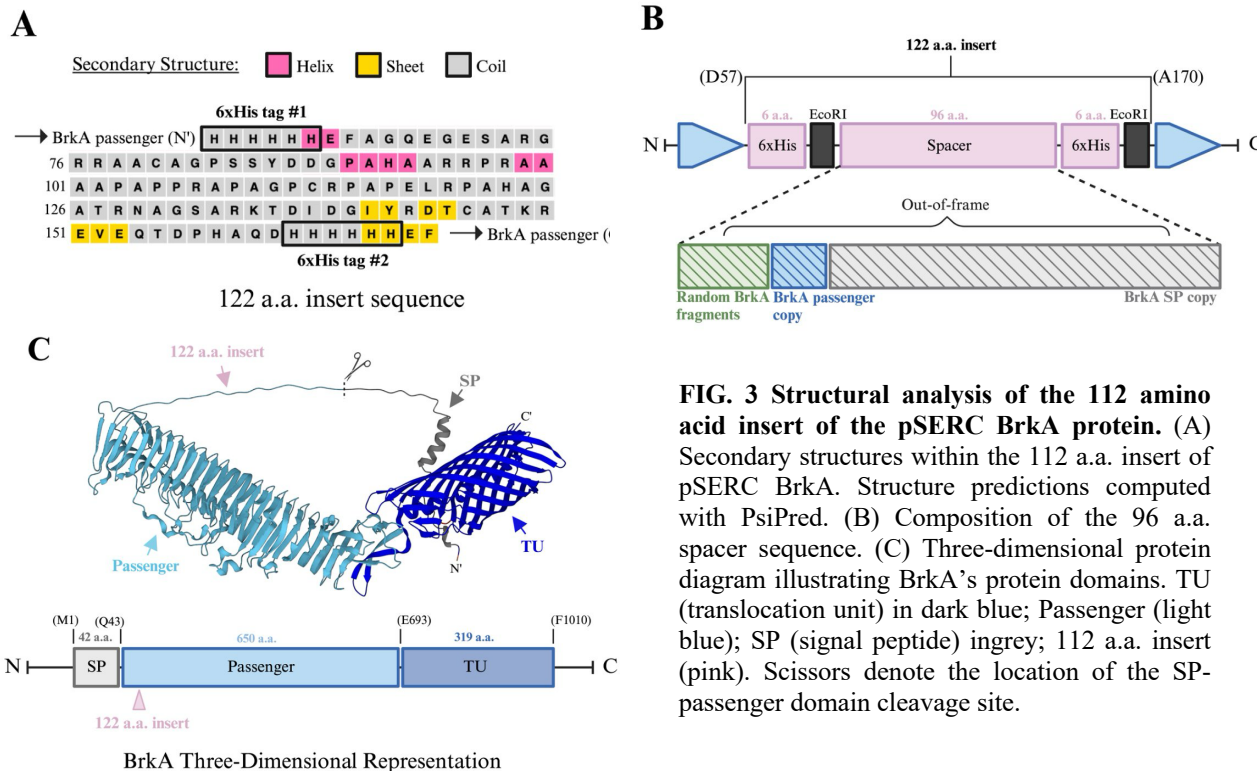 A
Secondary Structure: Helix Sheet Coil
6xHis tag #1
BrkA passenger (N') H H H H H H E F A G Q E G E S A R G
76 R R A A C A G P S S Y D D G P A H A A R R P R A A
101 A A P A P P R A P A G P C R P A P E L R P A H A G
126 A T R N A G S A R K T D I D G I Y R D T C A T K R
151 E V E Q T D P H A Q D H H H H H H E F BrkA passenger (
6xHis tag #2
122 a.a. insert sequence
B
122 a.a. insert
(D57) (A170)
6 a.a. EcoRI 96 a.a. 6 a.a. EcoRI
N 6xHis Spacer 6xHis C
Out-of-frame
Random BrkA fragments
BrkA passenger copy
BrkA SP copy
C
122 a.a. insert
SP
C'
Passenger
N'
TU
(M1) (Q43) (E693) (F1010)
42 a.a. 650 a.a. 319 a.a.
N SP Passenger TU C
122 a.a. insert
BrkA Three-Dimensional Representation
FIG. 3 Structural analysis of the 112 amino
acid insert of the pSERC BrkA protein. (A)
Secondary structures within the 112 a.a. insert of
pSERC BrkA. Structure predictions computed
with PsiPred. (B) Composition of the 96 a.a.
spacer sequence. (C) Three-dimensional protein
diagram illustrating BrkA's protein domains. TU
(translocation unit) in dark blue; Passenger (light
blue); SP (signal peptide) ingrey; 112 a.a. insert
(pink). Scissors denote the location of the SP-
passenger domain cleavage site.